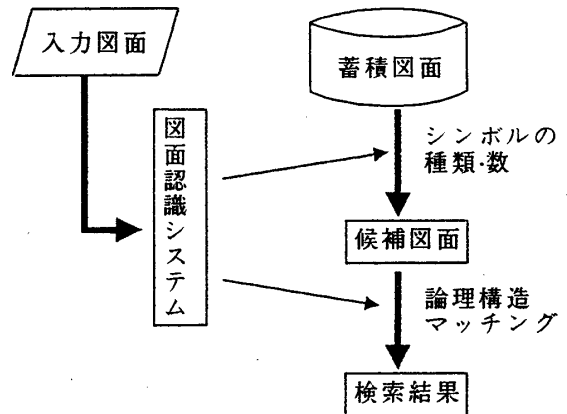 入力図面
蓄積図面
図面認識システム
シンボルの
種類·数
候補図面
論理構造
マッチング
検索結果